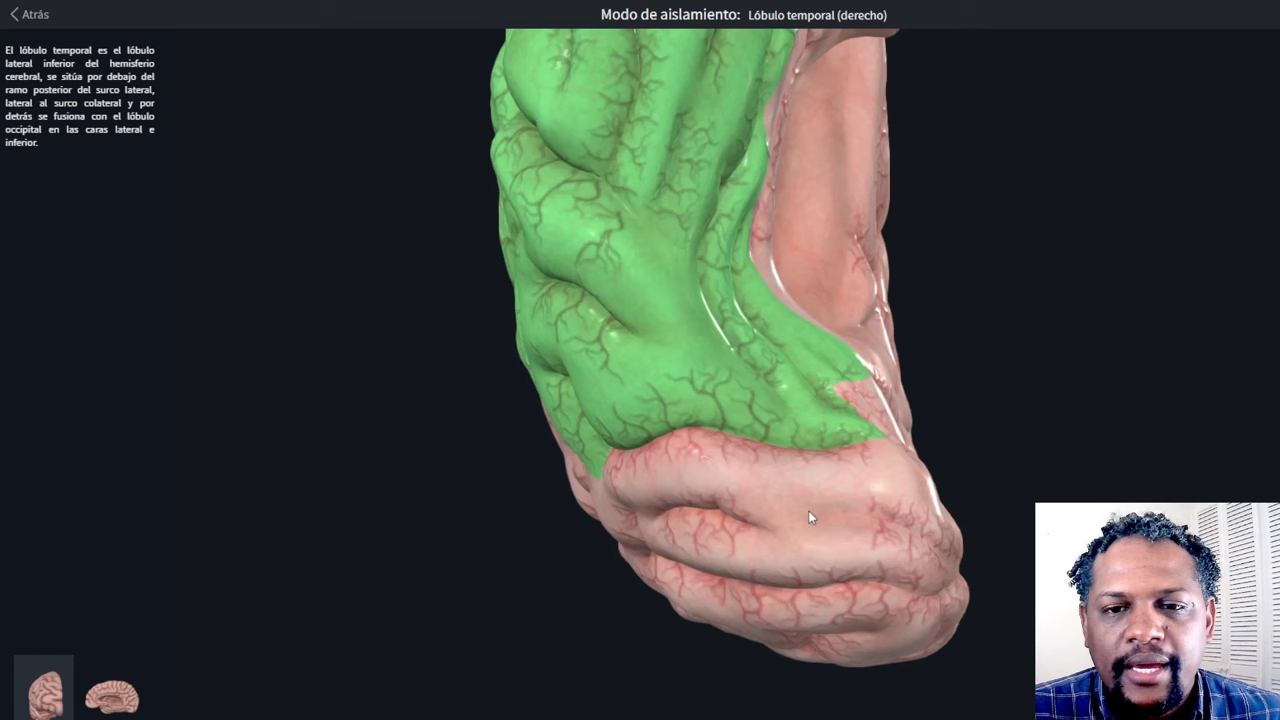 Atrás
Modo de aislamiento: Lóbulo temporal (derecho)
El lóbulo temporal es el lóbulo
lateral inferior del hemisferio
cerebral, se sitúa por debajo del
ramo posterior del surco lateral,
lateral al surco colateral y por
detrás se fusiona con el lóbulo
occipital en las caras lateral e
inferior.